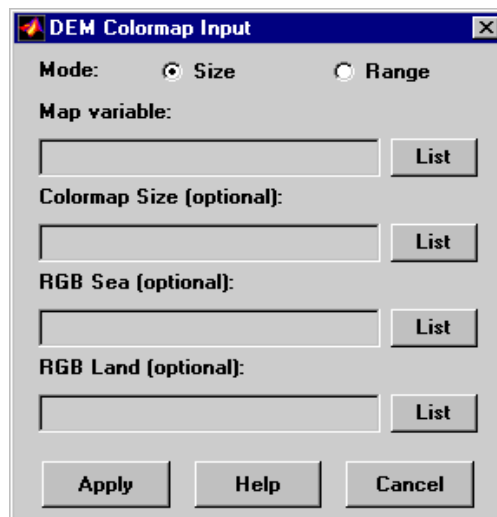 DEM Colormap Input
Mode: Size Range
Map variable:
List
Colormap Size (optional):
List
RGB Sea (optional):
List
RGB Land (optional):
List
Apply Help Cancel